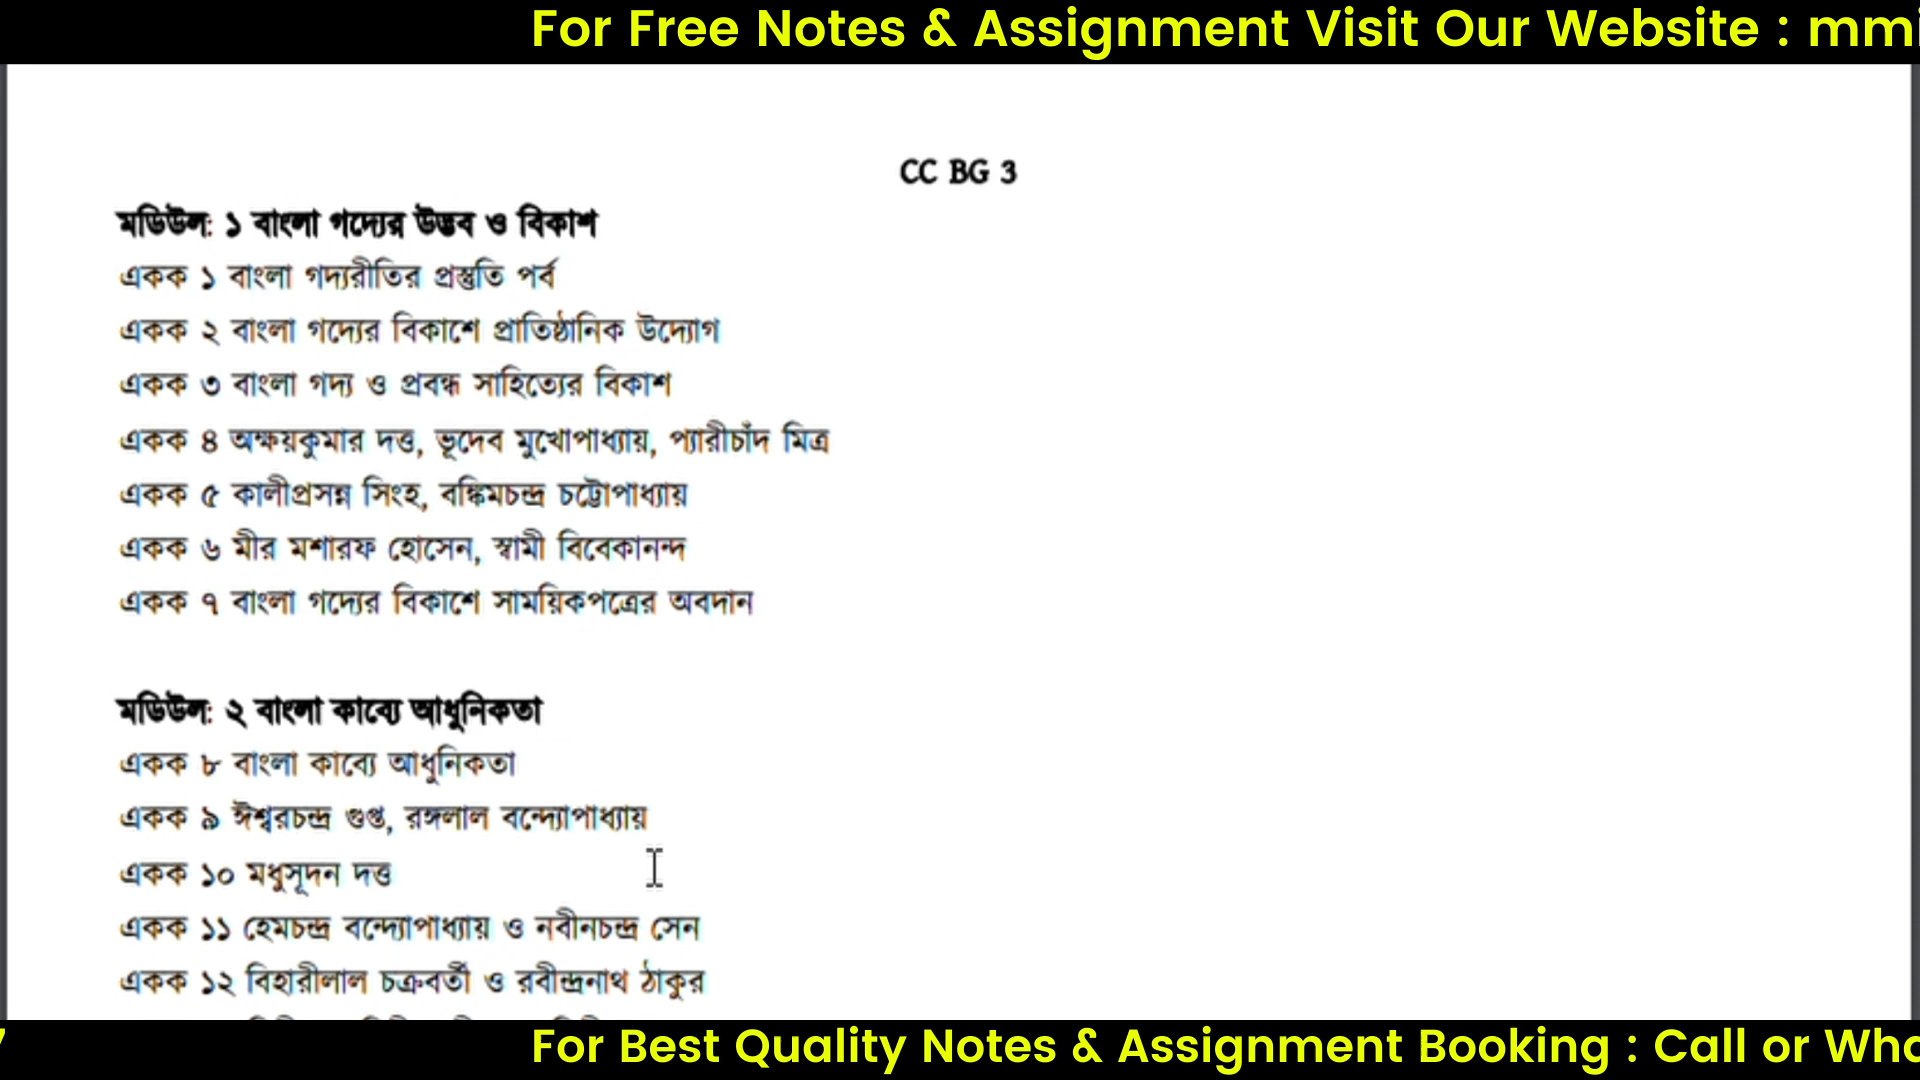 For Free Notes & Assignment Visit Our Website : mmi
CC BG 3
মডিউল: ১ বাংলা গদ্যের উদ্ভব ও বিকাশ
একক ১ বাংলা গদ্যরীতির প্রস্তুতি পর্ব
একক ২ বাংলা গদ্যের বিকাশে প্রাতিষ্ঠানিক উদ্যোগ
একক ৩ বাংলা গদ্য ও প্রবন্ধ সাহিত্যের বিকাশ
একক ৪ অক্ষয়কুমার দত্ত, ভূদেব মুখোপাধ্যায়, প্যারীচাঁদ মিত্র
একক ৫ কালীপ্রসন্ন সিংহ, বঙ্কিমচন্দ্র চট্টোপাধ্যায়
একক ৬ মীর মশারফ হোসেন, স্বামী বিবেকানন্দ
একক ৭ বাংলা গদ্যের বিকাশে সাময়িকপত্রের অবদান
মডিউল: ২ বাংলা কাব্যে আধুনিকতা
একক ৮ বাংলা কাব্যে আধুনিকতা
একক ৯ ঈশ্বরচন্দ্র গুপ্ত, রঙ্গলাল বন্দ্যোপাধ্যায়
একক ১০ মধুসূদন দত্ত
একক ১১ হেমচন্দ্র বন্দ্যোপাধ্যায় ও নবীনচন্দ্র সেন
একক ১২ বিহারীলাল চক্রবর্তী ও রবীন্দ্রনাথ ঠাকুর
For Best Quality Notes & Assignment Booking : Call or Wha